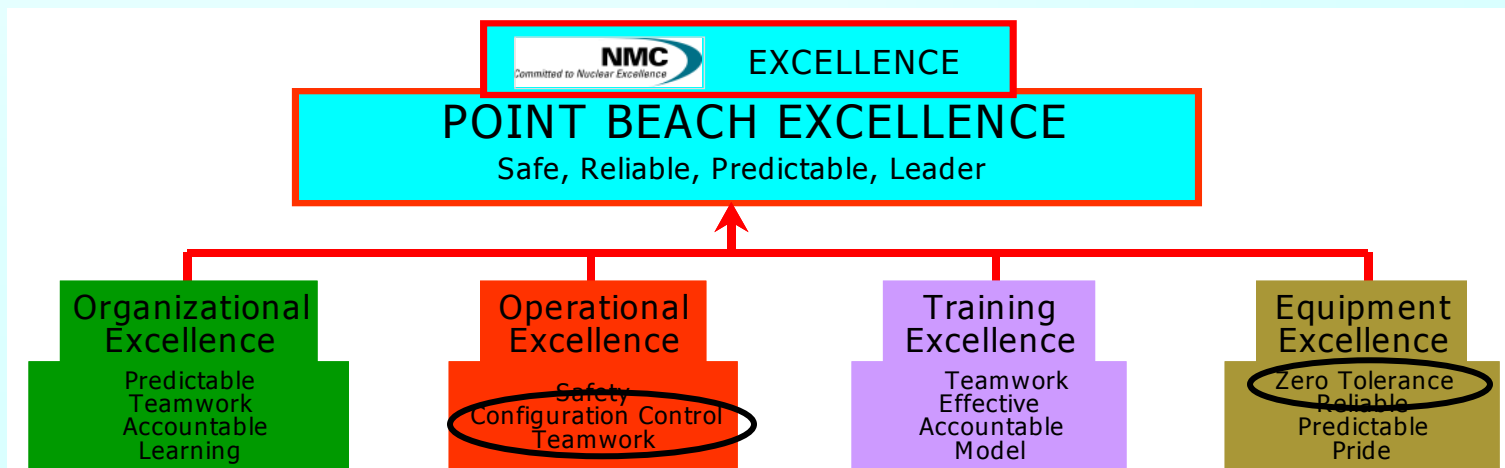 NMC
Committed to Nuclear Excellence
EXCELLENCE
POINT BEACH EXCELLENCE
Safe, Reliable, Predictable, Leader
Organizational
Excellence
Predictable
Teamwork
Accountable
Learning
Operational
Excellence
Safety
Configuration Control
Teamwork
Training
Excellence
Teamwork
Effective
Accountable
Model
Equipment
Excellence
Zero Tolerance
Reliable
Predictable
Pride